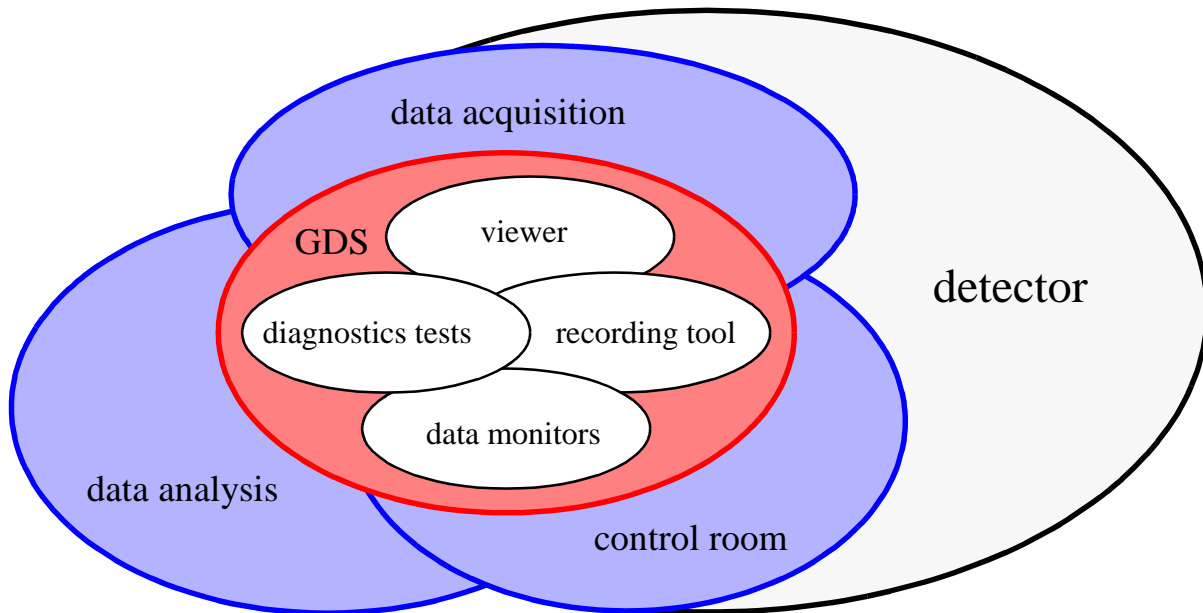 data acquisition
viewer
GDS
detector
diagnostics tests
recording tool
data monitors
data analysis
control room